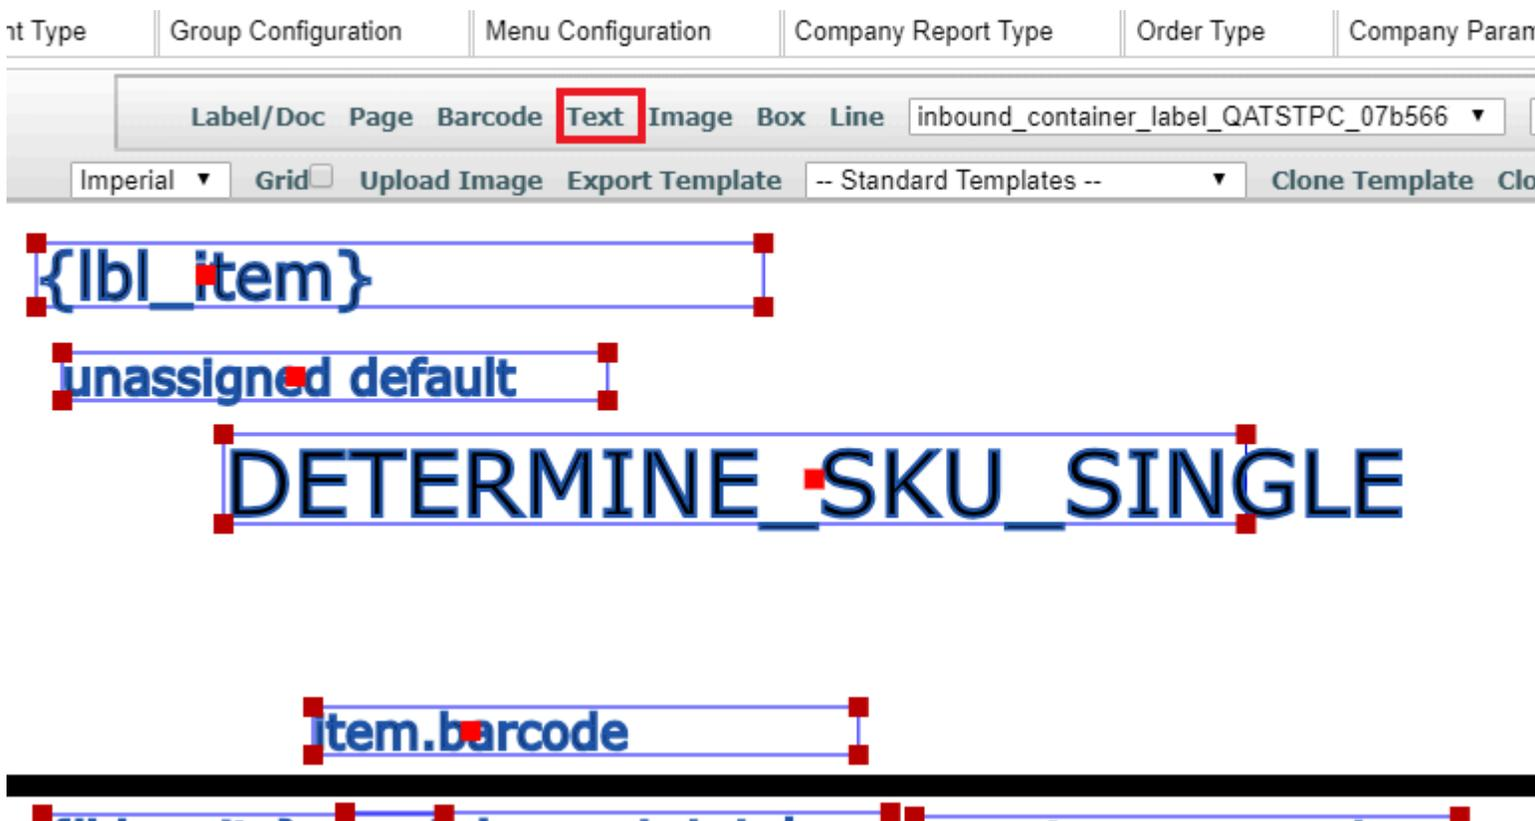 nt Type Group Configuration Menu Configuration Company Report Type Order Type Company Param
Label/Doc Page Barcode Text Image Box Line inbound_container_label_QATSTPC_07b566 ▼
Imperial ▼ Grid Upload Image Export Template -- Standard Templates -- ▼ Clone Template Clo
{lbl_item}
unassigned default
DETERMINE_SKU_SINGLE
item.barcode